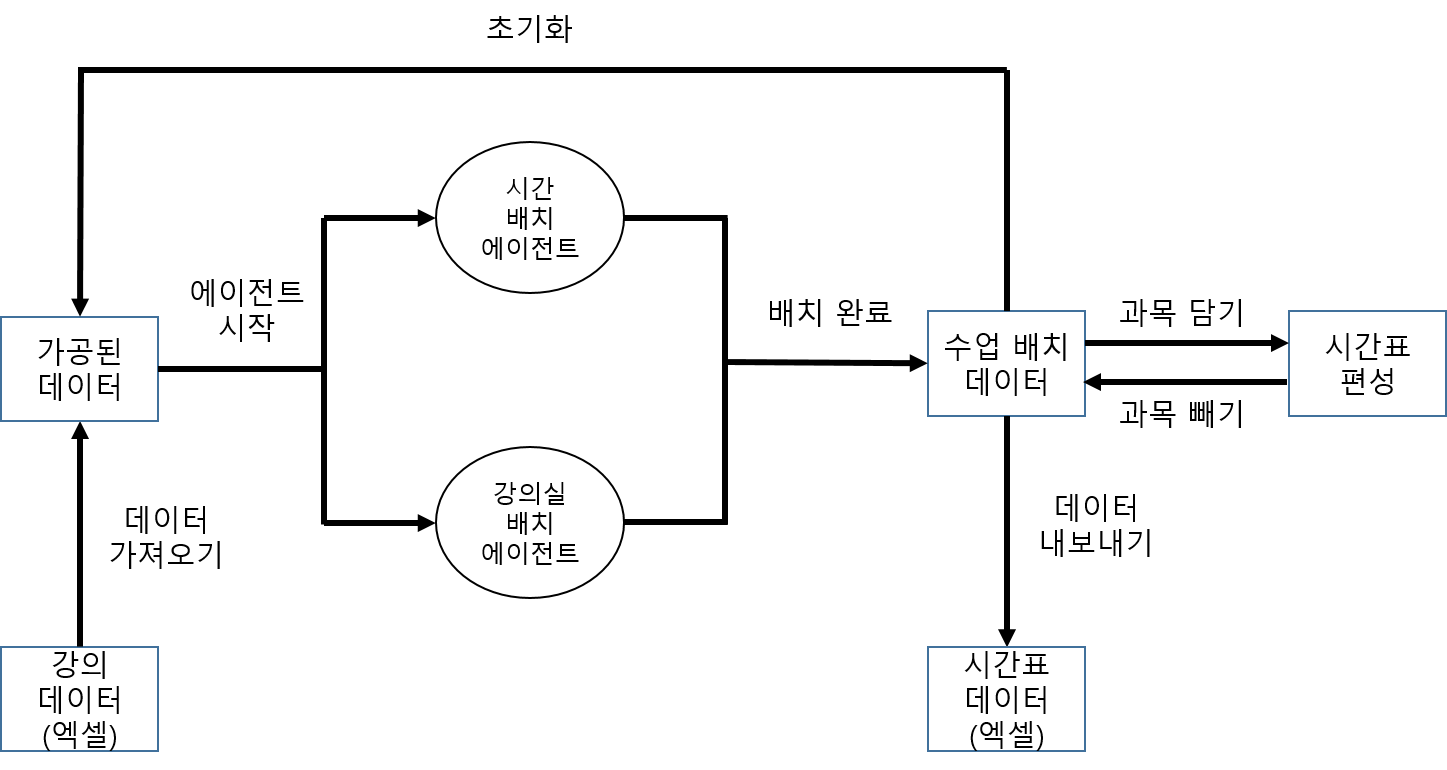 초기화
시간
배치
에이전트
에이전트
시작
배치 완료
과목 담기
가공된
데이터
수업 배치
데이터
시간표
편성
과목 빼기
강의실
배치
에이전트
데이터
가져오기
데이터
내보내기
강의
데이터
(엑셀)
시간표
데이터
(엑셀)